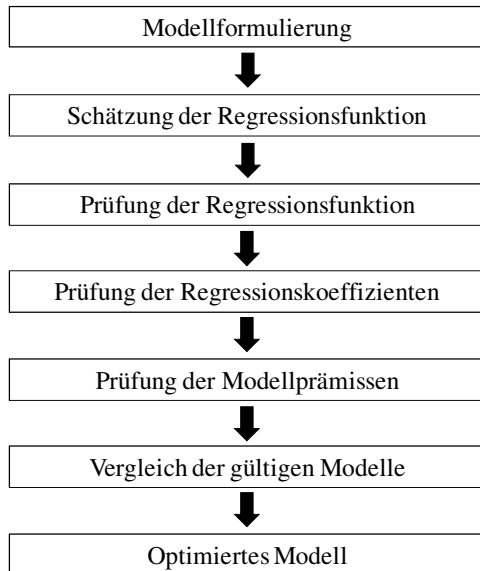 Modellformulierung
Schätzung der Regressionsfunktion
Prüfung der Regressionsfunktion
Prüfung der Regressionskoeffizienten
Prüfung der Modellprämissen
Vergleich der gültigen Modelle
Optimiertes Modell